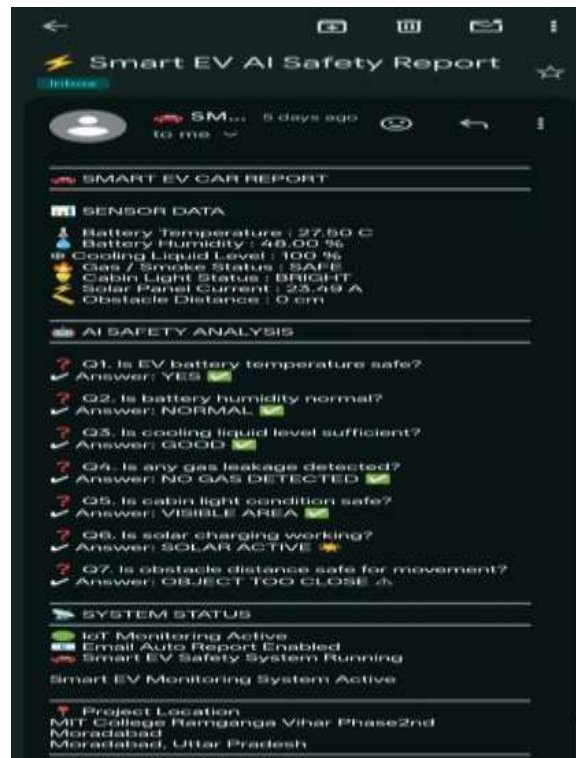 ⚡ Smart EV AI Safety Report
Inbox
🚗 SM... 5 days ago
to me
🚗 SMART EV CAR REPORT
📊 SENSOR DATA
🌡 Battery Temperature : 27.50 C
💧 Battery Humidity : 48.00 %
Cooling Liquid Level : 100 %
🔥 Gas / Smoke Status : SAFE
💡 Cabin Light Status : BRIGHT
⚡ Solar Panel Current : 23.49 A
📏 Obstacle Distance : 0 cm
🤖 AI SAFETY ANALYSIS
❓ Q1. Is EV battery temperature safe?
✔ Answer: YES ✅
❓ Q2. Is battery humidity normal?
✔ Answer: NORMAL ✅
❓ Q3. Is cooling liquid level sufficient?
✔ Answer: GOOD ✅
❓ Q4. Is any gas leakage detected?
✔ Answer: NO GAS DETECTED ✅
❓ Q5. Is cabin light condition safe?
✔ Answer: VISIBLE AREA ✅
❓ Q6. Is solar charging working?
✔ Answer: SOLAR ACTIVE ☀
❓ Q7. Is obstacle distance safe for movement?
✔ Answer: OBJECT TOO CLOSE ⚠
📡 SYSTEM STATUS
🟢 IoT Monitoring Active
📧 Email Auto Report Enabled
🚗 Smart EV Safety System Running
Smart EV Monitoring System Active
📍 Project Location
MIT College Ramganga Vihar Phase2nd
Moradabad
Moradabad, Uttar Pradesh